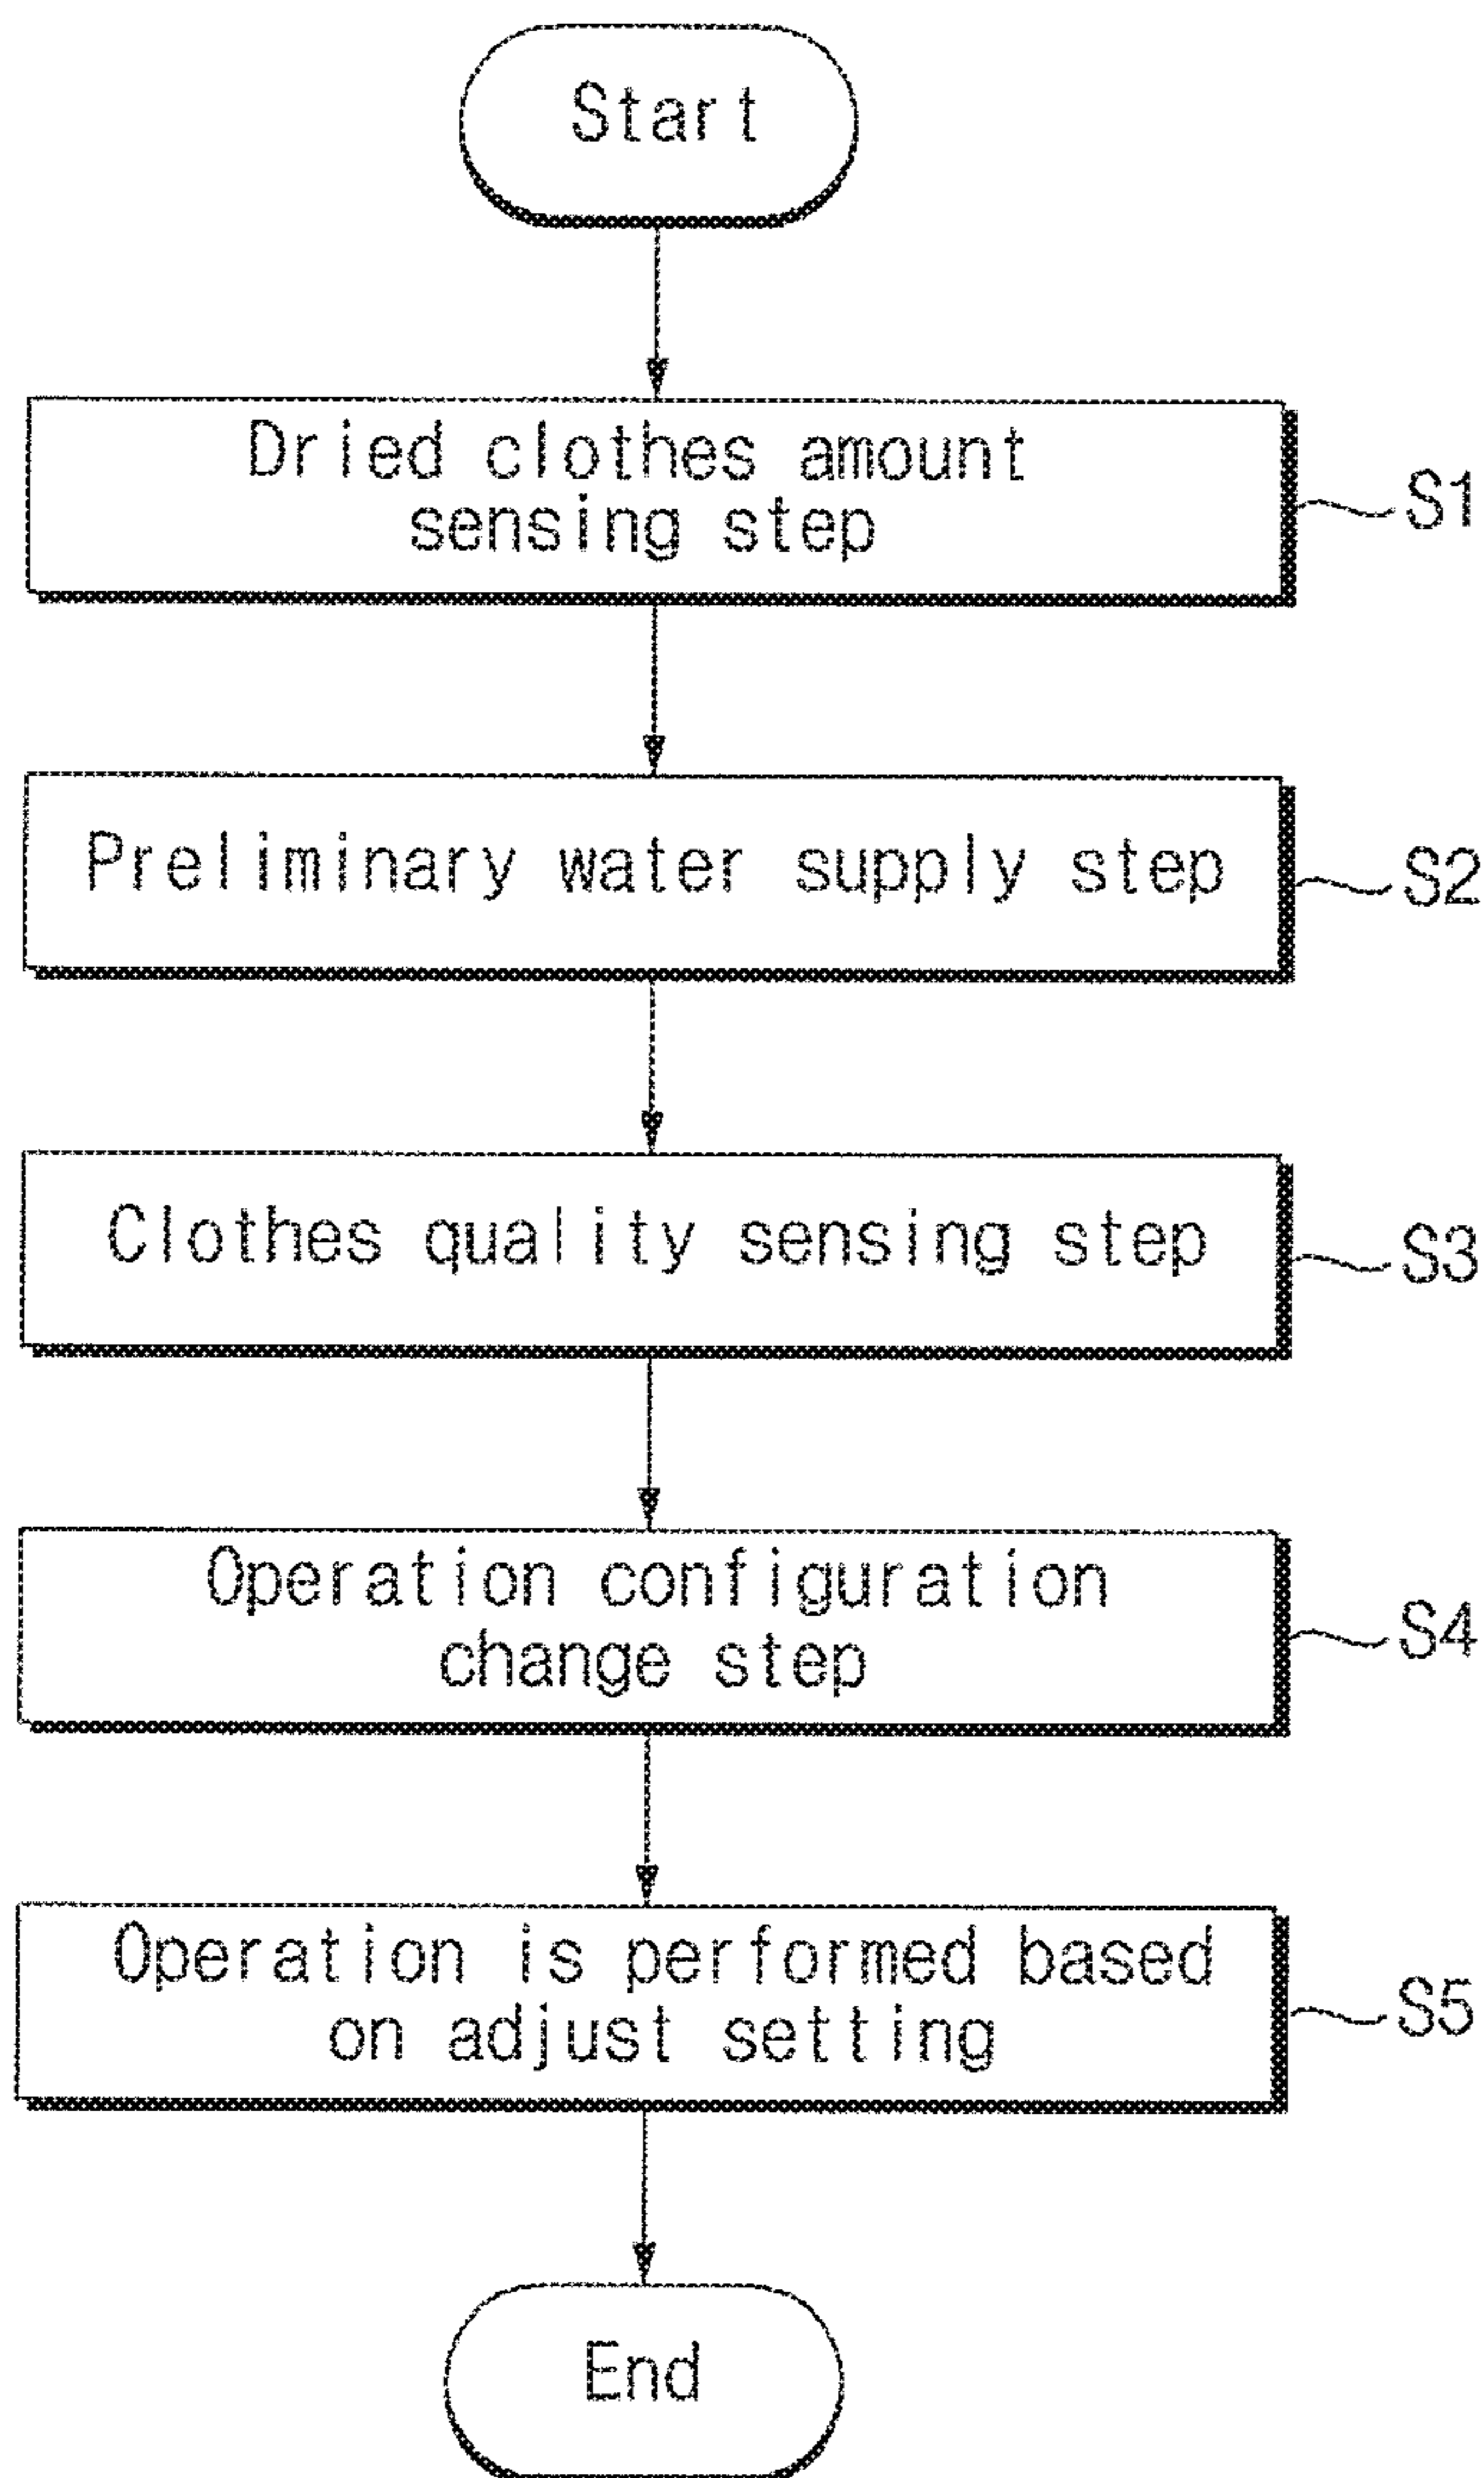 Start
Dried clothes amount
sensing step
S1
Preliminary water supply step
S2
Clothes quality sensing step
S3
Operation configuration
change step
S4
Operation is performed based
on adjust setting
S5
End